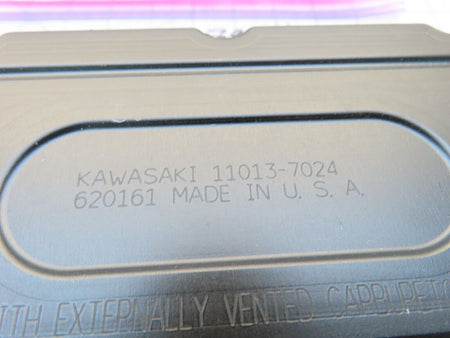 KAWASAKI 11013-7024
620161 MADE IN U. S. A.
EXTERNALLY VENTED